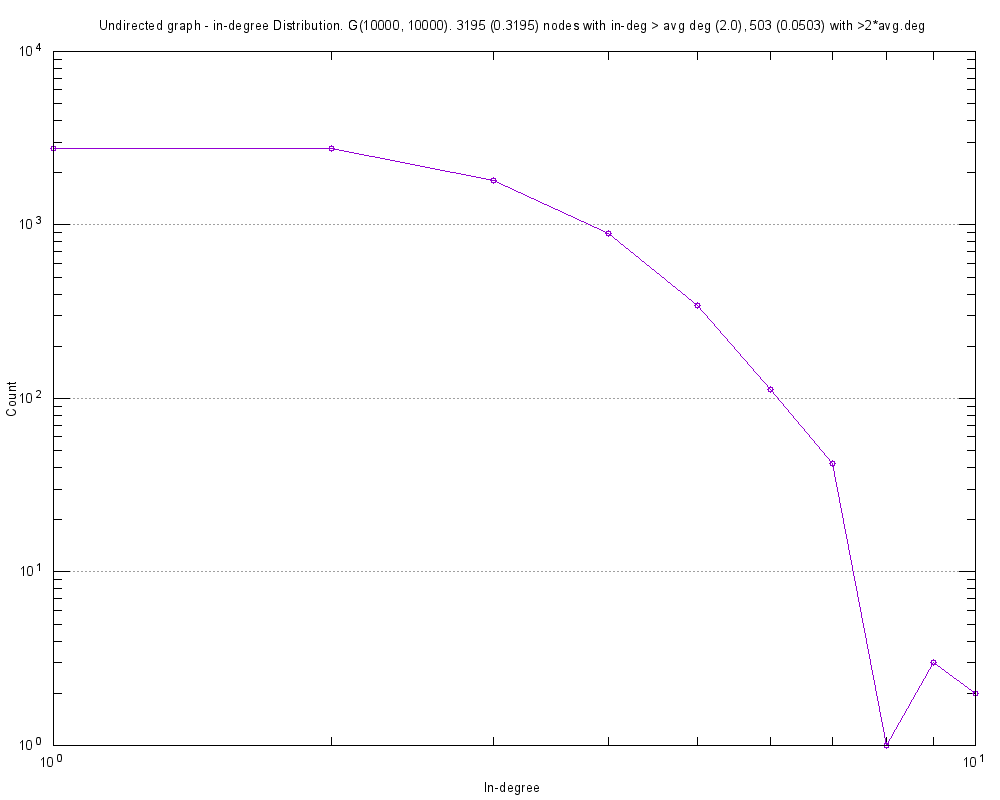 Undirected graph - in-degree Distribution. G(10000, 10000). 3195 (0.3195) nodes with in-deg > avg deg (2.0), 503 (0.0503) with >2*avg.deg
10^4
10^3
10^2
10^1
10^0
Count
10^0 10^1
In-degree